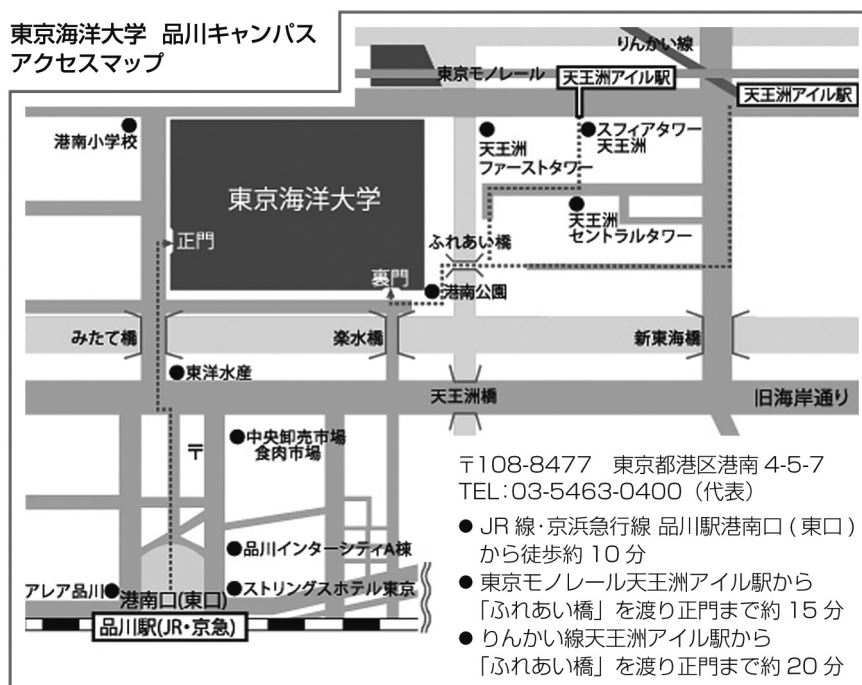 東京海洋大学 品川キャンパス
アクセスマップ
りんかい線
東京モノレール
天王洲アイル駅
天王洲アイル駅
港南小学校
天王洲
ファーストタワー
スフィアタワー
天王洲
東京海洋大学
天王洲
セントラルタワー
正門
ふれあい橋
裏門
港南公園
みたて橋
楽水橋
新東海橋
東洋水産
天王洲橋
旧海岸通り
〒
中央卸売市場
食肉市場
〒108-8477 東京都港区港南 4-5-7
TEL:03-5463-0400(代表)
● JR 線・京浜急行線 品川駅港南口 ( 東口 )
から徒歩約 10 分
● 東京モノレール天王洲アイル駅から
「ふれあい橋」を渡り正門まで約 15 分
● りんかい線天王洲アイル駅から
「ふれあい橋」を渡り正門まで約 20 分
品川インターシティA棟
アレア品川
ストリングスホテル東京
港南口(東口)
品川駅(JR・京急)